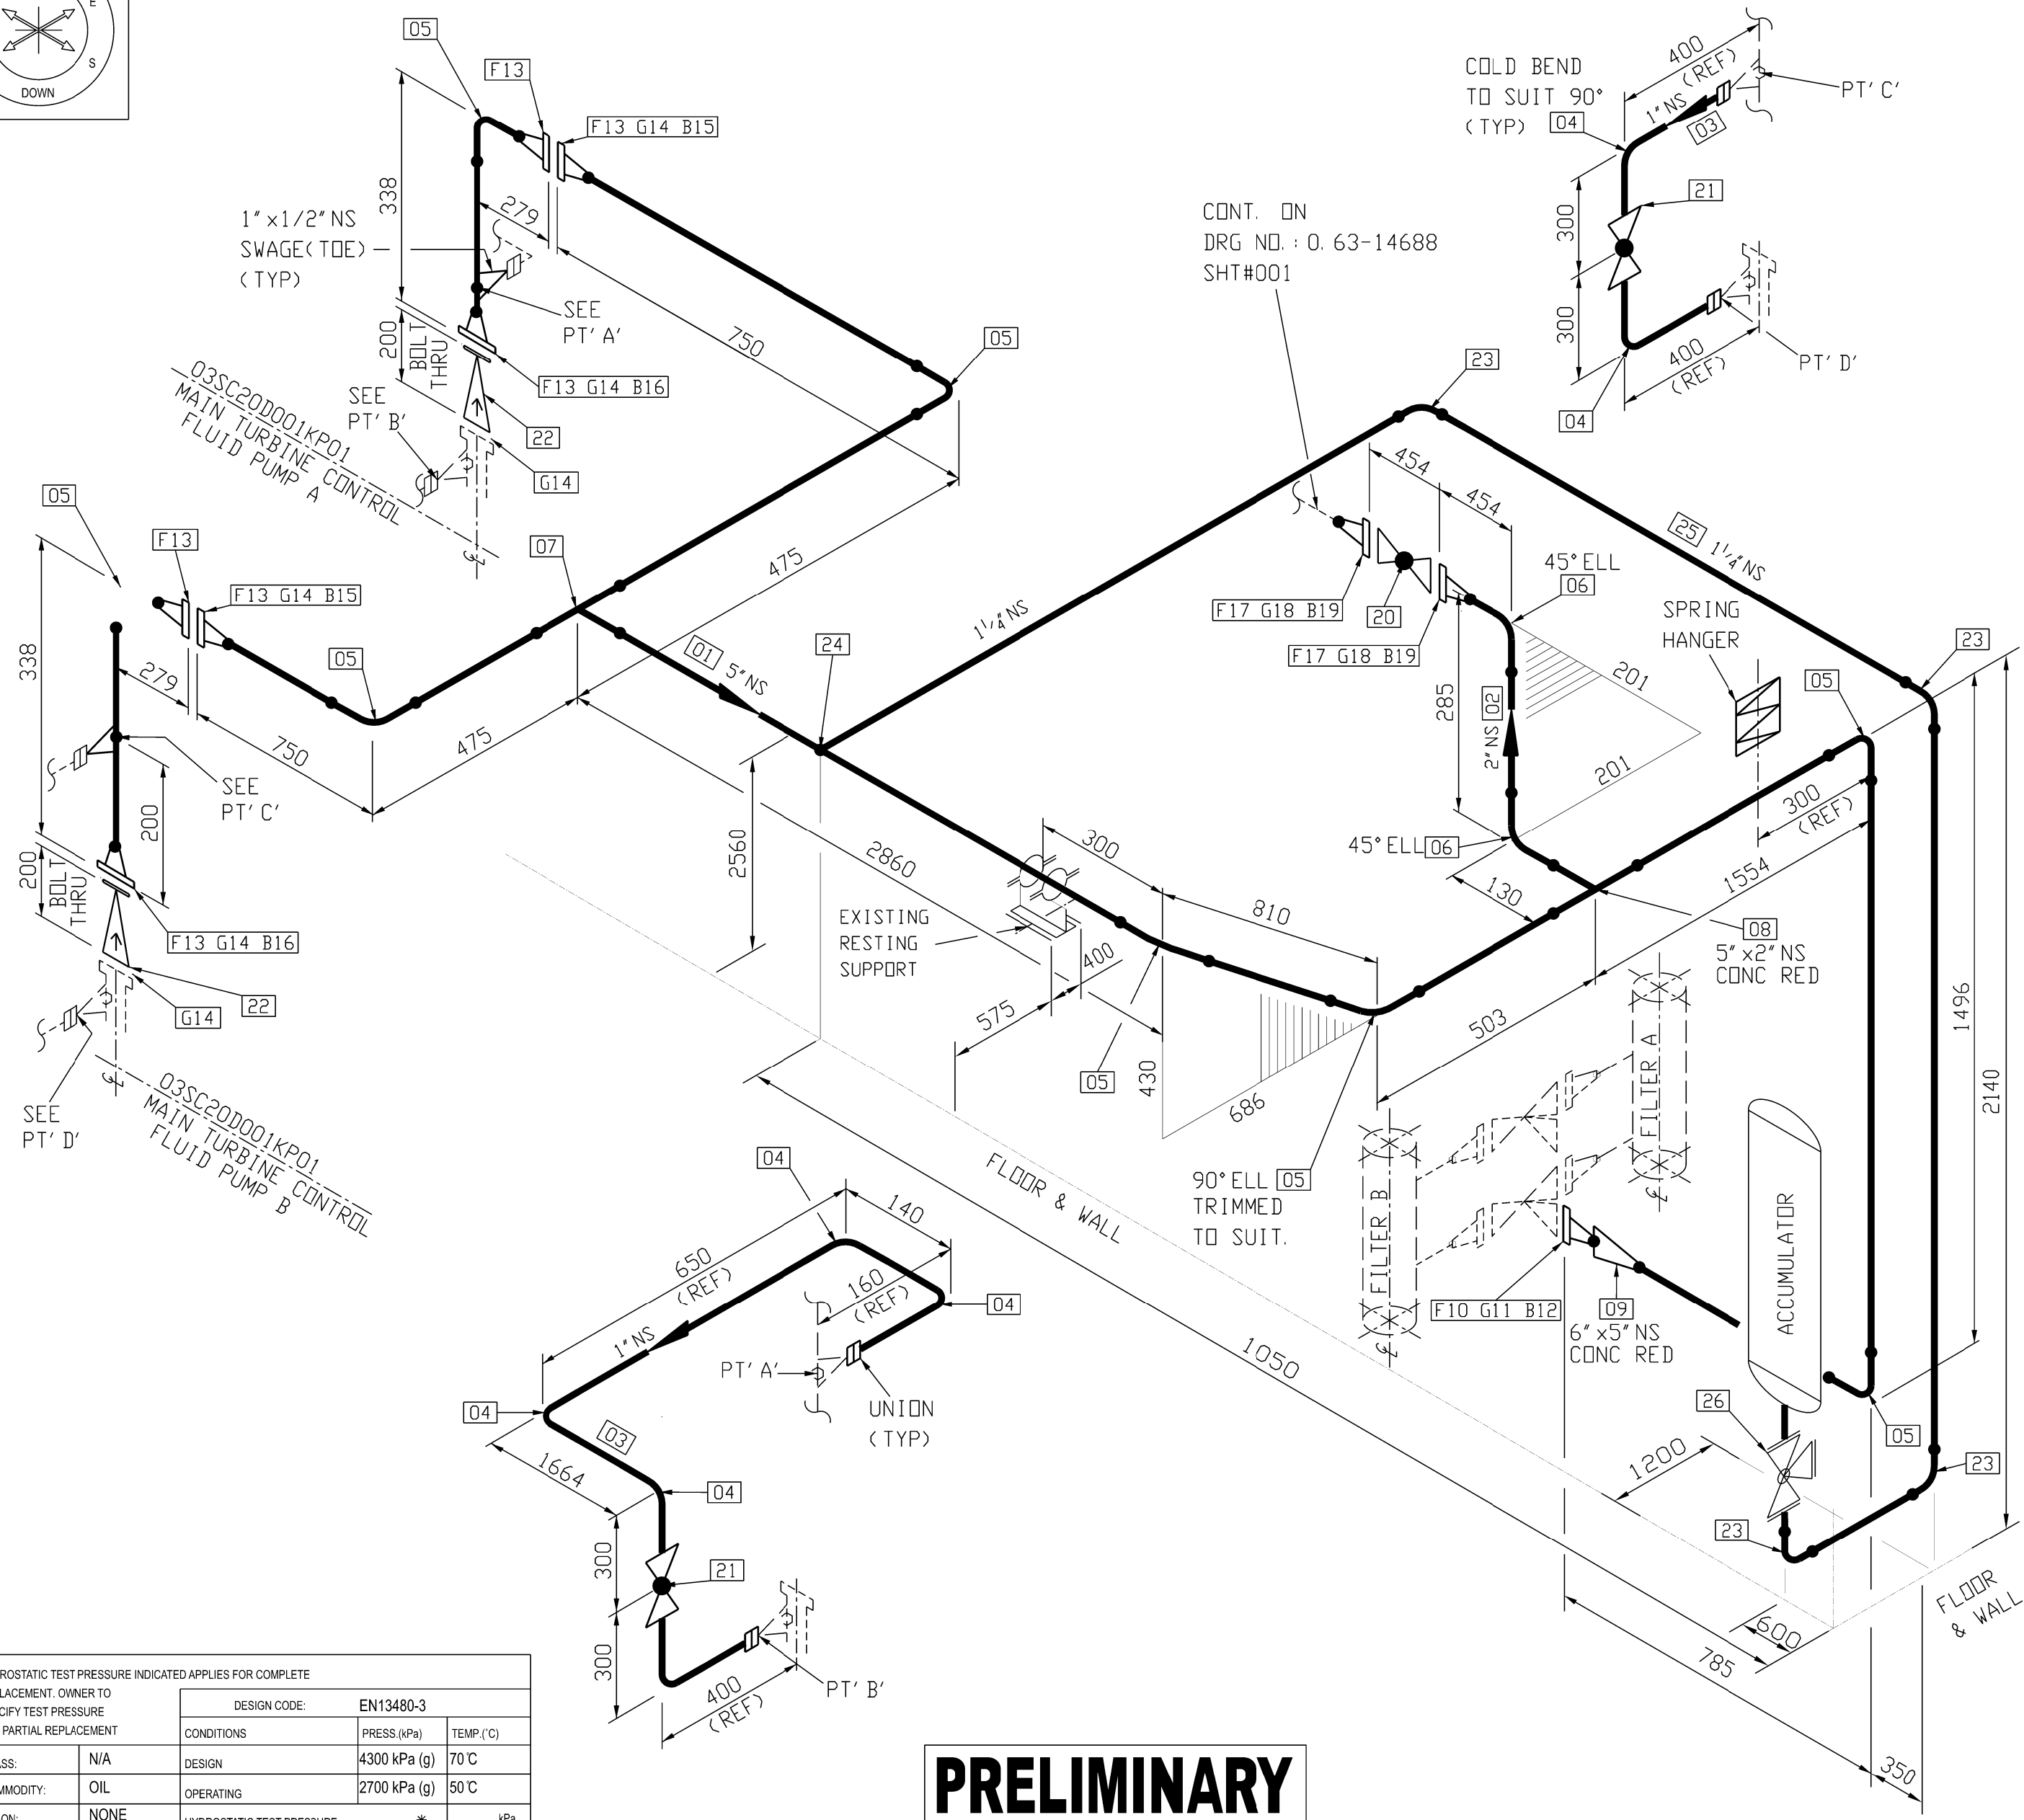 E
S
DOWN
05
F13
F13 G14 B15
338
279
1"x1/2"NS
SWAGE(TOE)
(TYP)
SEE
PT'A'
200
BOLT
THRU
750
05
F13 G14 B16
22
G14
SEE
PT'B'
03SC20D001KP01
MAIN TURBINE CONTROL
FLUID PUMP A
475
07
05
F13
F13 G14 B15
338
279
05
750
475
01
5"NS
24
SEE
PT'C'
200
200
BOLT
THRU
F13 G14 B16
22
G14
SEE
PT'D'
03SC20D001KP01
MAIN TURBINE CONTROL
FLUID PUMP B
COLD BEND
TO SUIT 90°
(TYP)
04
400
(REF)
1"NS
03
PT'C'
21
300
300
400
(REF)
PT'D'
04
CONT. ON
DRG NO.: 0.63-14688
SHT#001
23
454
454
25
1¼"NS
1¼"NS
45°ELL
06
F17 G18 B19
20
F17 G18 B19
SPRING
HANGER
23
05
201
285
2"NS
02
201
300
(REF)
45°ELL
06
130
1554
08
5"x2"NS
CONC RED
2560
2860
300
810
EXISTING
RESTING
SUPPORT
400
575
05
430
686
503
1496
2140
FLOOR & WALL
90°ELL
05
TRIMMED
TO SUIT.
FILTER A
FILTER B
ACCUMULATOR
F10 G11 B12
09
6"x5"NS
CONC RED
1050
26
05
1200
23
23
FLOOR
& WALL
600
785
350
04
650
(REF)
140
160
(REF)
04
1"NS
PT'A'
UNION
(TYP)
04
03
1664
04
300
21
300
400
(REF)
PT'B'
ROSTATIC TEST PRESSURE INDICATED APPLIES FOR COMPLETE
LACEMENT. OWNER TO
CIFY TEST PRESSURE
PARTIAL REPLACEMENT
DESIGN CODE: EN13480-3
CONDITIONS PRESS.(kPa) TEMP.(°C)
ASS: N/A DESIGN 4300 kPa (g) 70°C
MMODITY: OIL OPERATING 2700 kPa (g) 50°C
ON: NONE HYDROSTATIC TEST PRESSURE * kPa
PRELIMINARY